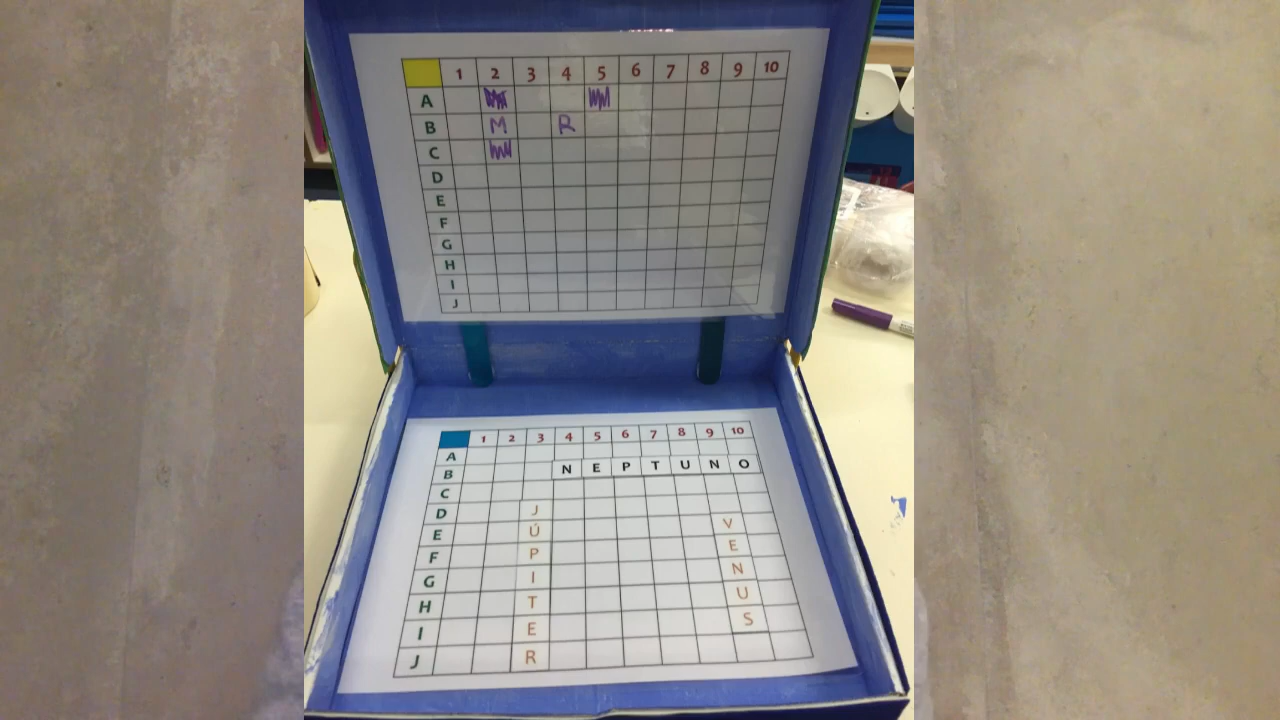 1 2 3 4 5 6 7 8 9 10
A
B M R
C
D
E
F
G
H
I
J
1 2 3 4 5 6 7 8 9 10
A
B N E P T U N O
C
D J
E Ú V
F P E
G I N
H T U
I E S
J R